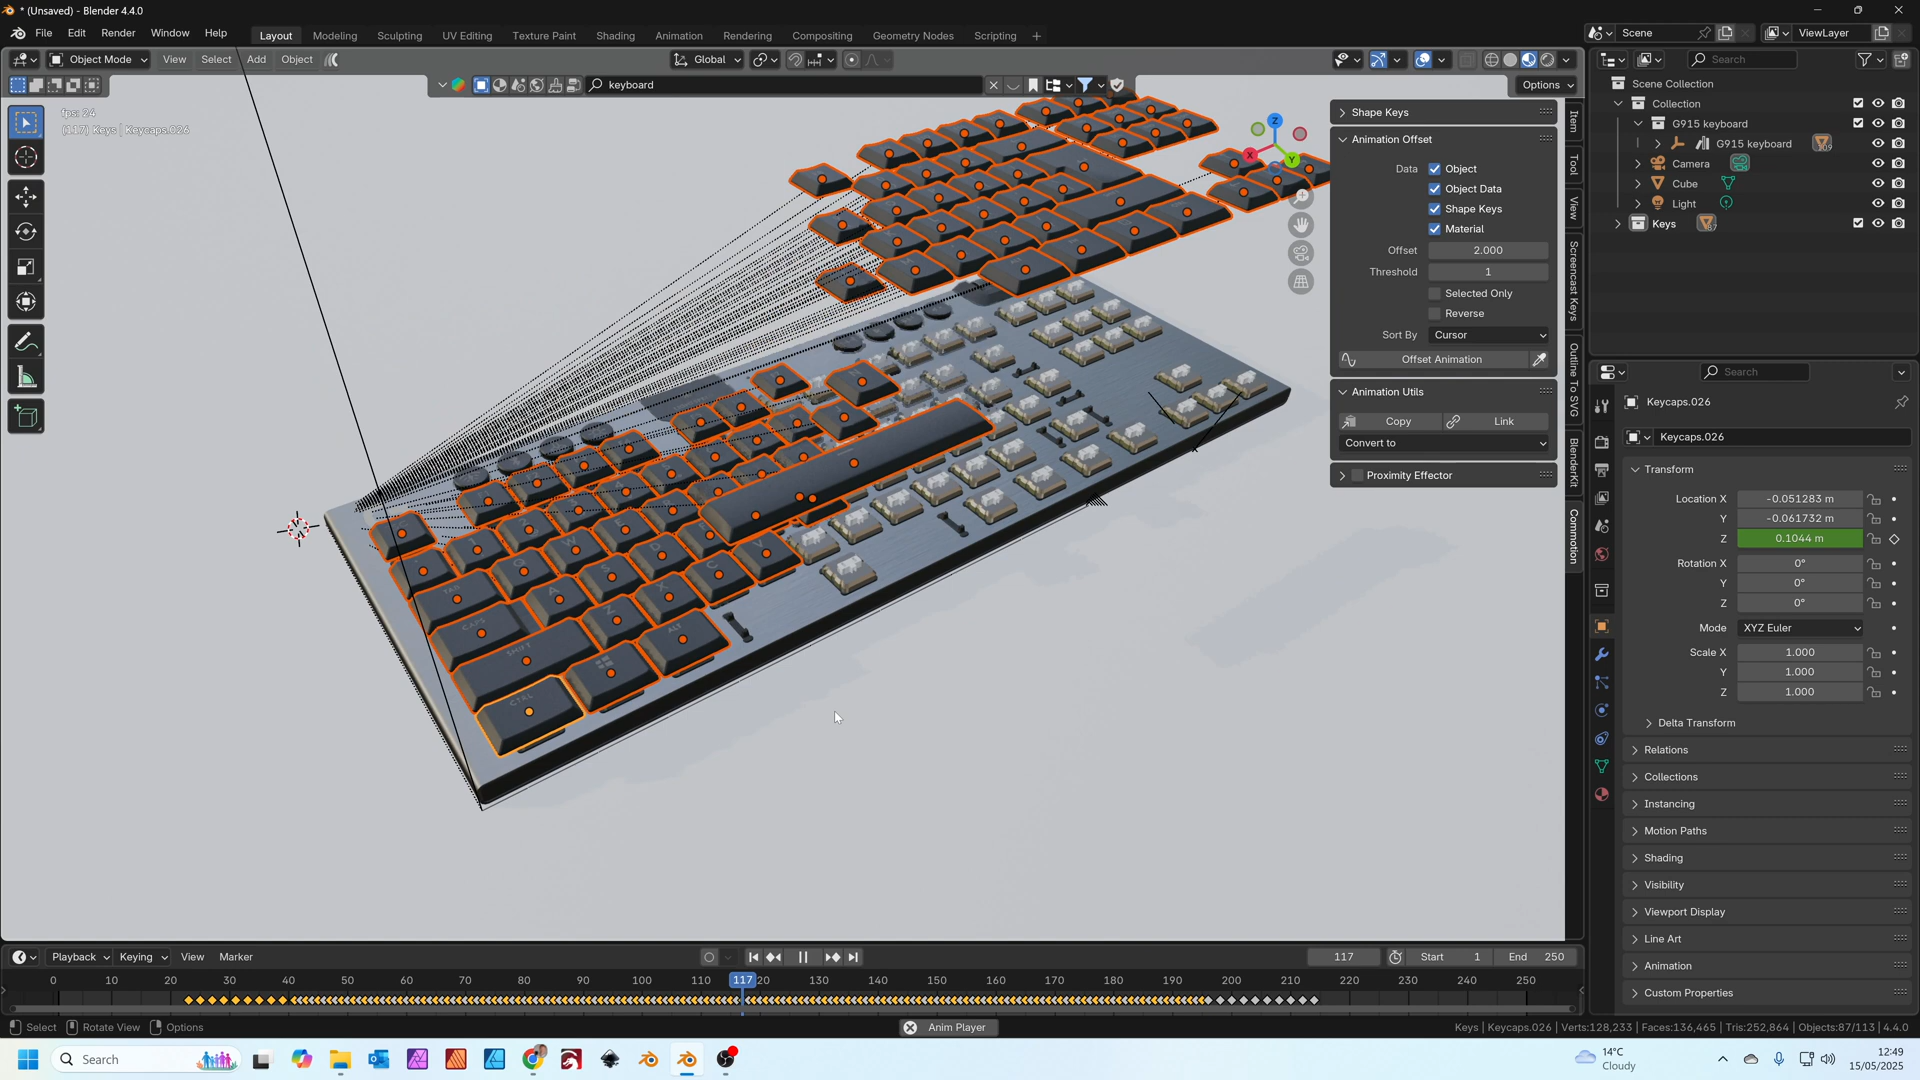 * (Unsaved) - Blender 4.4.0
File Edit Render Window Help
Layout Modeling Sculpting UV Editing Texture Paint Shading Animation Rendering Compositing Geometry Nodes Scripting +
Scene
ViewLayer
Object Mode View Select Add Object
Global
keyboard
Options
fps: 24
(117) Keys | Keycaps.026
Z
X
Y
CAPS
SHIFT
CTRL
ALT
A
Z
X
C
V
W
E
D
S
Shape Keys
Animation Offset
Data Object
Object Data
Shape Keys
Material
Offset 2.000
Threshold 1
Selected Only
Reverse
Sort By Cursor
Offset Animation
Animation Utils
Copy Link
Convert to
Proximity Effector
Item
Tool
View
Screencast Keys
Outline To SVG
BlenderKit
Commotion
Search
Scene Collection
Collection
G915 keyboard
G915 keyboard
Camera
Cube
Light
Keys
Search
Keycaps.026
Keycaps.026
Transform
Location X -0.051283 m
Y -0.061732 m
Z 0.1044 m
Rotation X 0°
Y 0°
Z 0°
Mode XYZ Euler
Scale X 1.000
Y 1.000
Z 1.000
Delta Transform
Relations
Collections
Instancing
Motion Paths
Shading
Visibility
Viewport Display
Line Art
Animation
Custom Properties
Playback Keying View Marker
117 Start 1 End 250
0 10 20 30 40 50 60 70 80 90 100 110 117 120 130 140 150 160 170 180 190 200 210 220 230 240 250
Select Rotate View Options
Anim Player
Keys | Keycaps.026 | Verts:128,233 | Faces:136,465 | Tris:252,864 | Objects:87/113 | 4.4.0
Search
14°C
Cloudy
12:49
15/05/2025